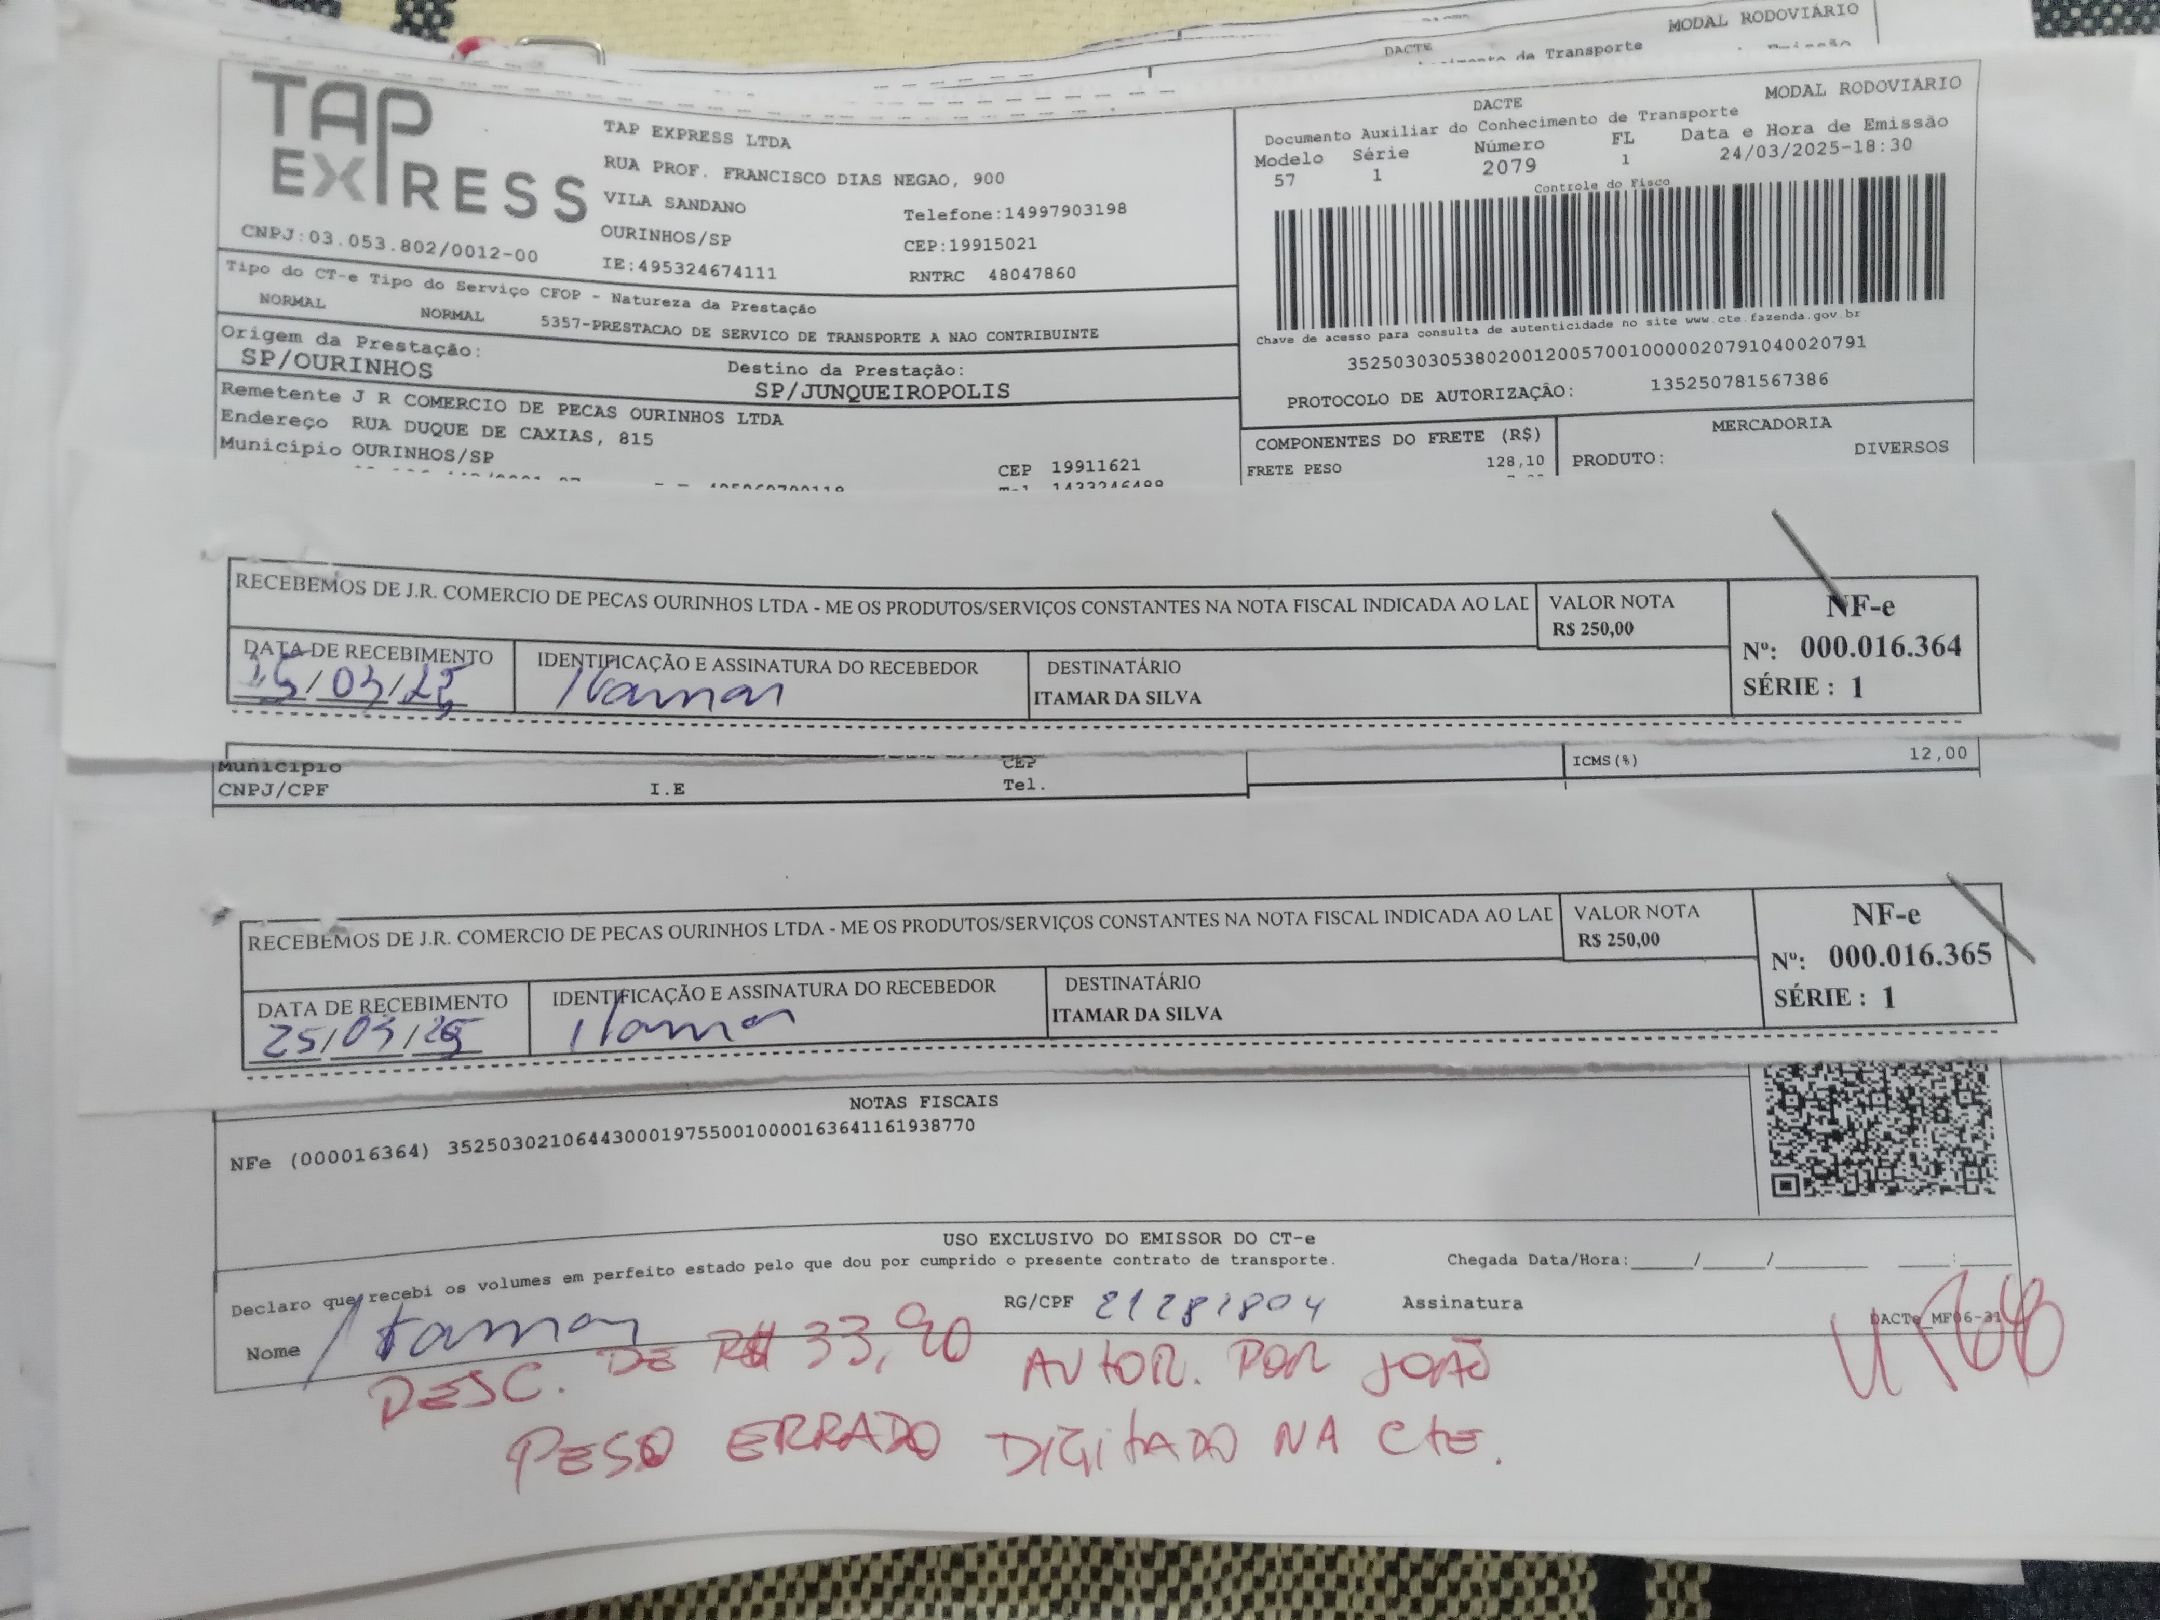 MODAL RODOVIÁRIO
DACTE
TAP EXPRESS
CNPJ:03.053.802/0012-00
TAP EXPRESS LTDA
RUA PROF. FRANCISCO DIAS NEGAO, 900
VILA SANDANO
Telefone:14997903198
OURINHOS/SP
CEP:19915021
IE:495324674111
RNTRC 48047860
Tipo do CT-e Tipo do Serviço CFOP - Natureza da Prestação
NORMAL NORMAL 5357-PRESTACAO DE SERVICO DE TRANSPORTE A NAO CONTRIBUINTE
Origem da Prestação:
SP/OURINHOS
Destino da Prestação:
SP/JUNQUEIROPOLIS
Remetente J R COMERCIO DE PECAS OURINHOS LTDA
Endereço RUA DUQUE DE CAXIAS, 815
Município OURINHOS/SP
CEP 19911621
DACTE
MODAL RODOVIÁRIO
Documento Auxiliar do Conhecimento de Transporte
Modelo Série Número FL Data e Hora de Emissão
57 1 2079 1 24/03/2025-18:30
Controle do Fisco
Chave de acesso para consulta de autenticidade no site www.cte.fazenda.gov.br
35250303053802001200570010000020791040020791
PROTOCOLO DE AUTORIZAÇÃO: 135250781567386
COMPONENTES DO FRETE (R$)
FRETE PESO 128,10
MERCADORIA
PRODUTO: DIVERSOS
RECEBEMOS DE J.R. COMERCIO DE PECAS OURINHOS LTDA - ME OS PRODUTOS/SERVIÇOS CONSTANTES NA NOTA FISCAL INDICADA AO LAD
VALOR NOTA
R$ 250,00
NF-e
Nº: 000.016.364
SÉRIE : 1
DATA DE RECEBIMENTO
25/03/25
IDENTIFICAÇÃO E ASSINATURA DO RECEBEDOR
Itamar
DESTINATÁRIO
ITAMAR DA SILVA
Município CEP
CNPJ/CPF I.E Tel.
ICMS(%) 12,00
RECEBEMOS DE J.R. COMERCIO DE PECAS OURINHOS LTDA - ME OS PRODUTOS/SERVIÇOS CONSTANTES NA NOTA FISCAL INDICADA AO LAD
VALOR NOTA
R$ 250,00
NF-e
Nº: 000.016.365
SÉRIE : 1
DATA DE RECEBIMENTO
25/03/25
IDENTIFICAÇÃO E ASSINATURA DO RECEBEDOR
Itamar
DESTINATÁRIO
ITAMAR DA SILVA
NOTAS FISCAIS
NFe (000016364) 35250302106443000197550010000163641161938770
USO EXCLUSIVO DO EMISSOR DO CT-e
Declaro que recebi os volumes em perfeito estado pelo que dou por cumprido o presente contrato de transporte.
Chegada Data/Hora:
Nome Itamar
RG/CPF 21281804
Assinatura
DESC. DE R$ 33,90 AUTOR. POR JOÃO
PESO ERRADO DIGITADO NA Cte.